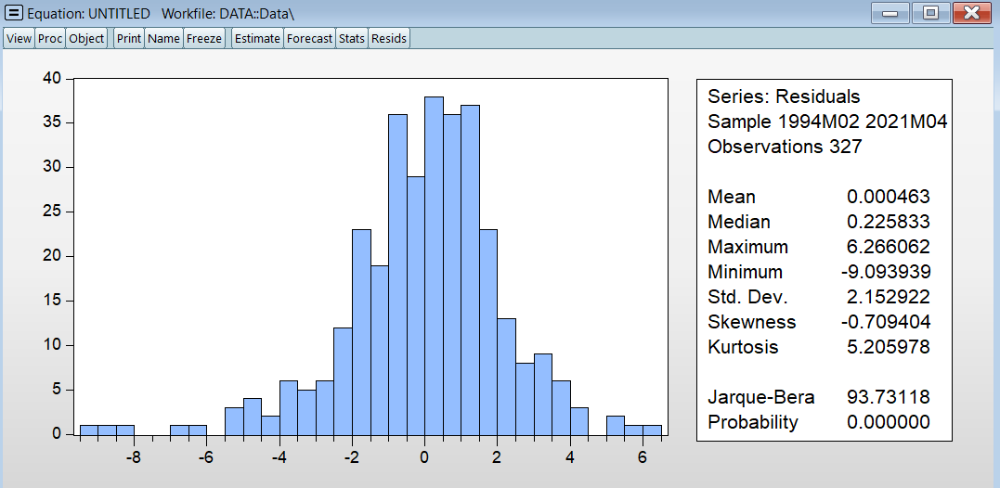 Equation: UNTITLED Workfile: DATA::Data\
View Proc Object Print Name Freeze Estimate Forecast Stats Resids
40
35
30
25
20
15
10
5
0
-8 -6 -4 -2 0 2 4 6
Series: Residuals
Sample 1994M02 2021M04
Observations 327
Mean 0.000463
Median 0.225833
Maximum 6.266062
Minimum -9.093939
Std. Dev. 2.152922
Skewness -0.709404
Kurtosis 5.205978
Jarque-Bera 93.73118
Probability 0.000000